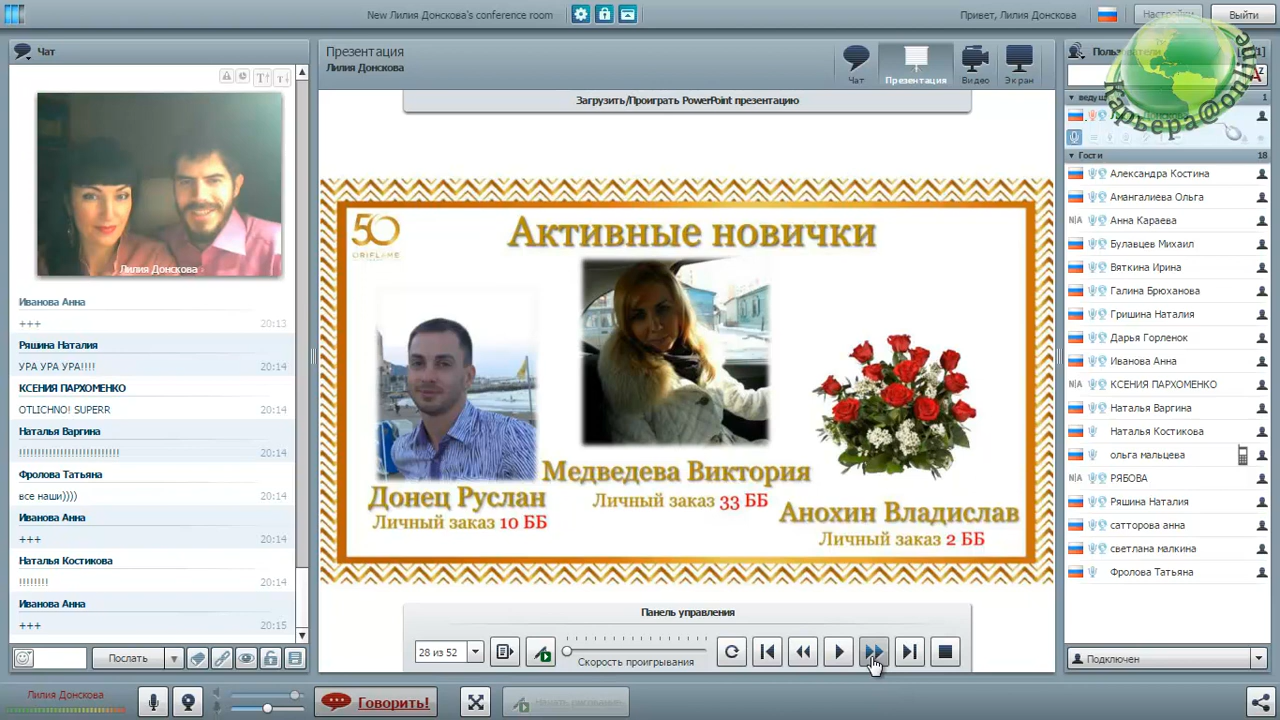 New Лилия Донскова's conference room
Привет, Лилия Донскова
Настройки
Выйти
Чат
Лилия Донскова
Иванова Анна
+++
20:13
Ряшина Наталия
УРА УРА УРА!!!!
20:14
КСЕНИЯ ПАРХОМЕНКО
OTLICHNO! SUPERR
20:14
Наталья Варгина
!!!!!!!!!!!!!!!!!!!!!!!!!!!
20:14
Фролова Татьяна
все наши))))
20:14
Иванова Анна
+++
20:14
Наталья Костикова
!!!!!!!!
20:14
Иванова Анна
+++
20:15
Послать
Презентация
Лилия Донскова
Чат
Презентация
Видео
Экран
Загрузить/Проиграть PowerPoint презентацию
50
ORIFLAME
Активные новички
Донец Руслан
Личный заказ 10 ББ
Медведева Виктория
Личный заказ 33 ББ
Анохин Владислав
Личный заказ 2 ББ
Панель управления
28 из 52
Скорость проигрывания
Карьера@online
ведущ
1
Гости
18
Александра Костина
Амангалиева Ольга
N/A Анна Караева
Булавцев Михаил
Вяткина Ирина
Галина Брюханова
Гришина Наталия
Дарья Горленок
Иванова Анна
N/A КСЕНИЯ ПАРХОМЕНКО
Наталья Варгина
Наталья Костикова
ольга мальцева
N/A РЯБОВА
Ряшина Наталия
сатторова анна
светлана малкина
Фролова Татьяна
Подключен
Лилия Донскова
Говорить!
Начать рисование